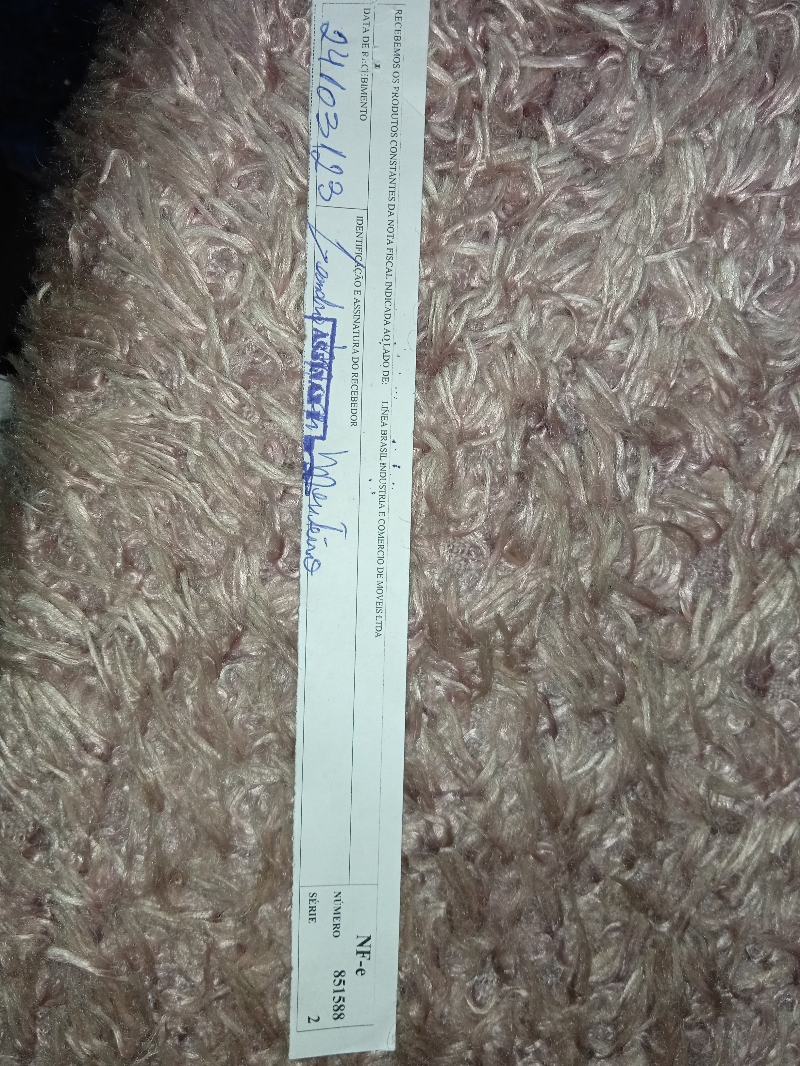 RECEBEMOS OS PRODUTOS CONSTANTES DA NOTA FISCAL INDICADA AO LADO DE: LINEA BRASIL INDUSTRIA E COMERCIO DE MOVEIS LTDA
DATA DE RECEBIMENTO
24/03/23
IDENTIFICAÇÃO E ASSINATURA DO RECEBEDOR
Monteiro
NF-e
NÚMERO 851588
SÉRIE 2